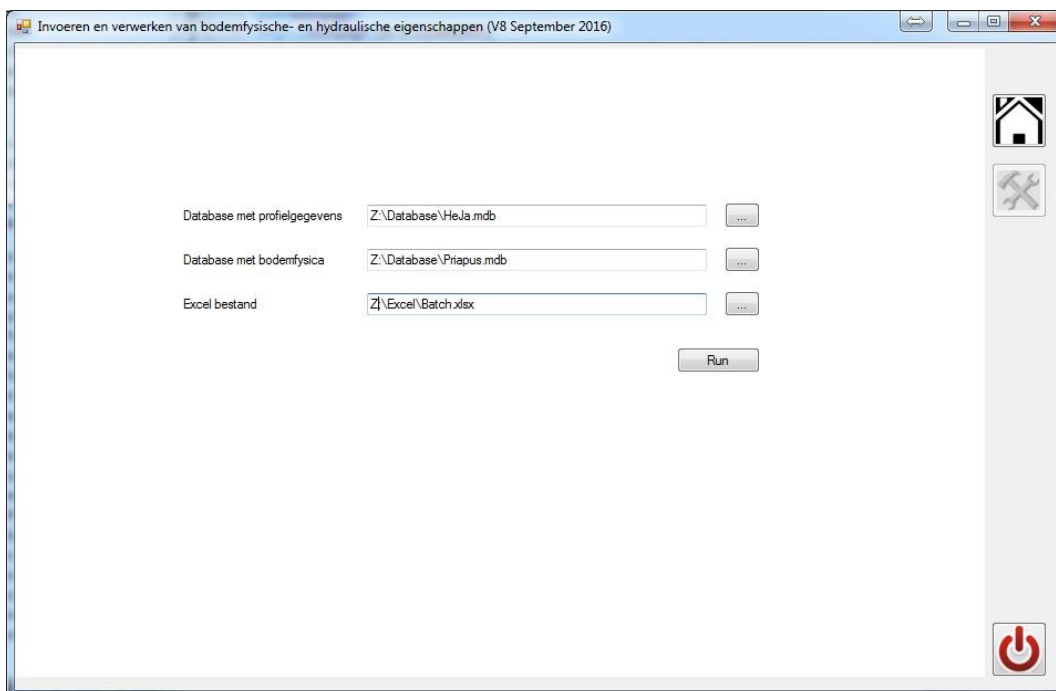 Invoeren en verwerken van bodemfysische- en hydraulische eigenschappen (V8 September 2016)
Database met profielgegevens Z:\Database\HeJa.mdb ...
Database met bodemfysica Z:\Database\Priapus.mdb ...
Excel bestand Z:\Excel\Batch.xlsx ...
Run